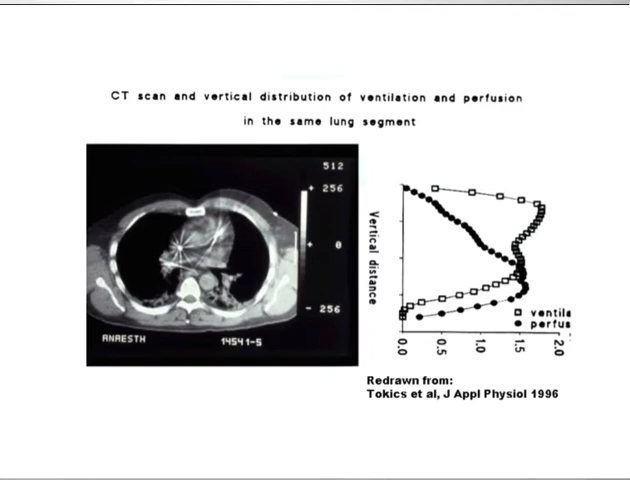 CT scan and vertical distribution of ventilation and perfusion
in the same lung segment
512
+ 256
+ 0
- 256
ANAESTH
14541-5
Vertical distance
ventila
perfus
0.0
0.5
1.0
1.5
2.0
Redrawn from:
Tokics et al, J Appl Physiol 1996